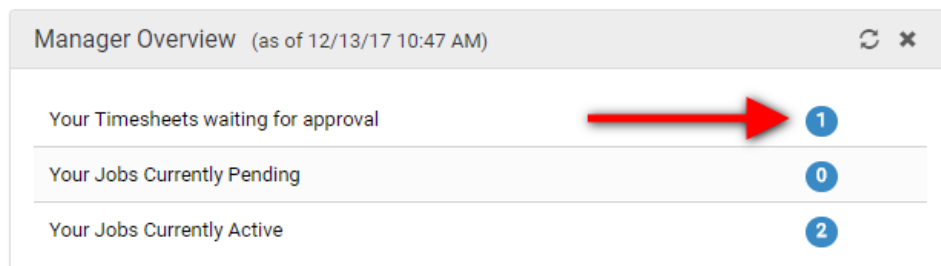 Manager Overview (as of 12/13/17 10:47 AM)
Your Timesheets waiting for approval 1
Your Jobs Currently Pending 0
Your Jobs Currently Active 2